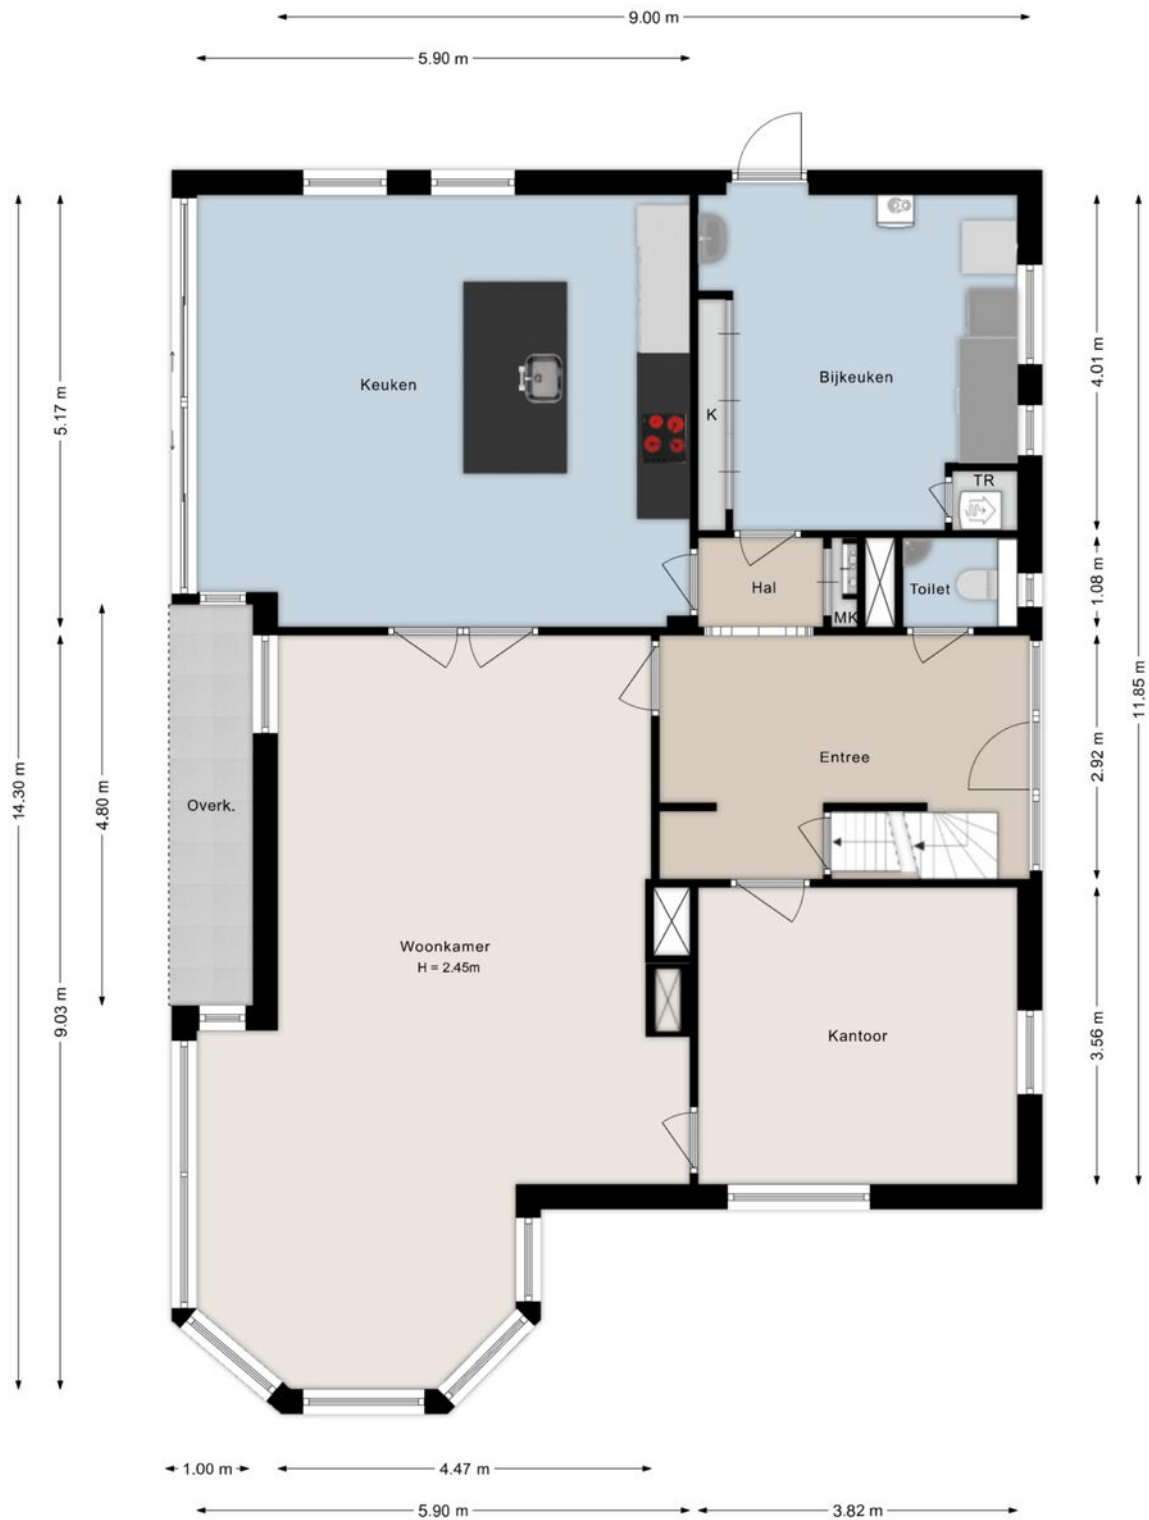 9.00 m
5.90 m
Keuken
Bijkeuken
K
TR
Hal
MK
Toilet
Entree
Overk.
Woonkamer
H = 2.45m
Kantoor
14.30 m
5.17 m
9.03 m
4.80 m
4.01 m
1.08 m
2.92 m
3.56 m
11.85 m
1.00 m
4.47 m
5.90 m
3.82 m